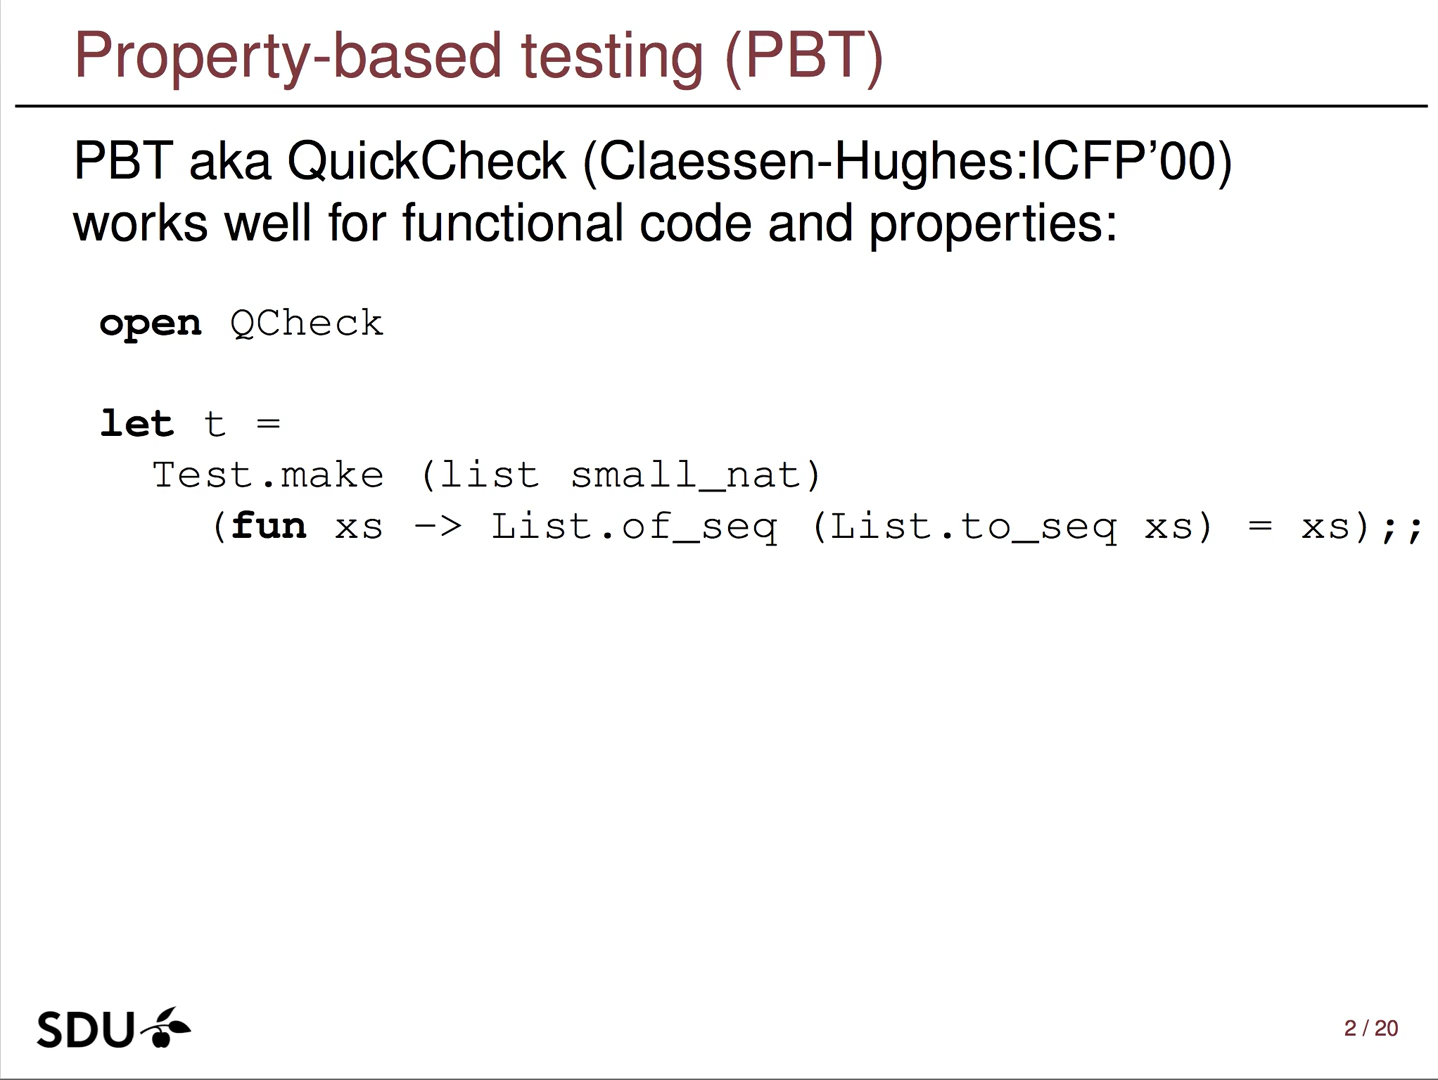 Property-based testing (PBT)
PBT aka QuickCheck (Claessen-Hughes:ICFP’00)
works well for functional code and properties:
open QCheck
let t =
  Test.make (list small_nat)
    (fun xs -> List.of_seq (List.to_seq xs) = xs);;
SDU
2 / 20